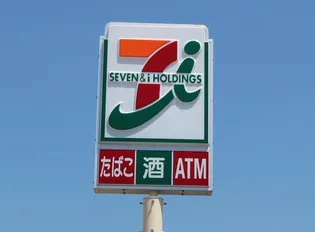 7i
SEVEN & i HOLDINGS
たばこ 酒 ATM